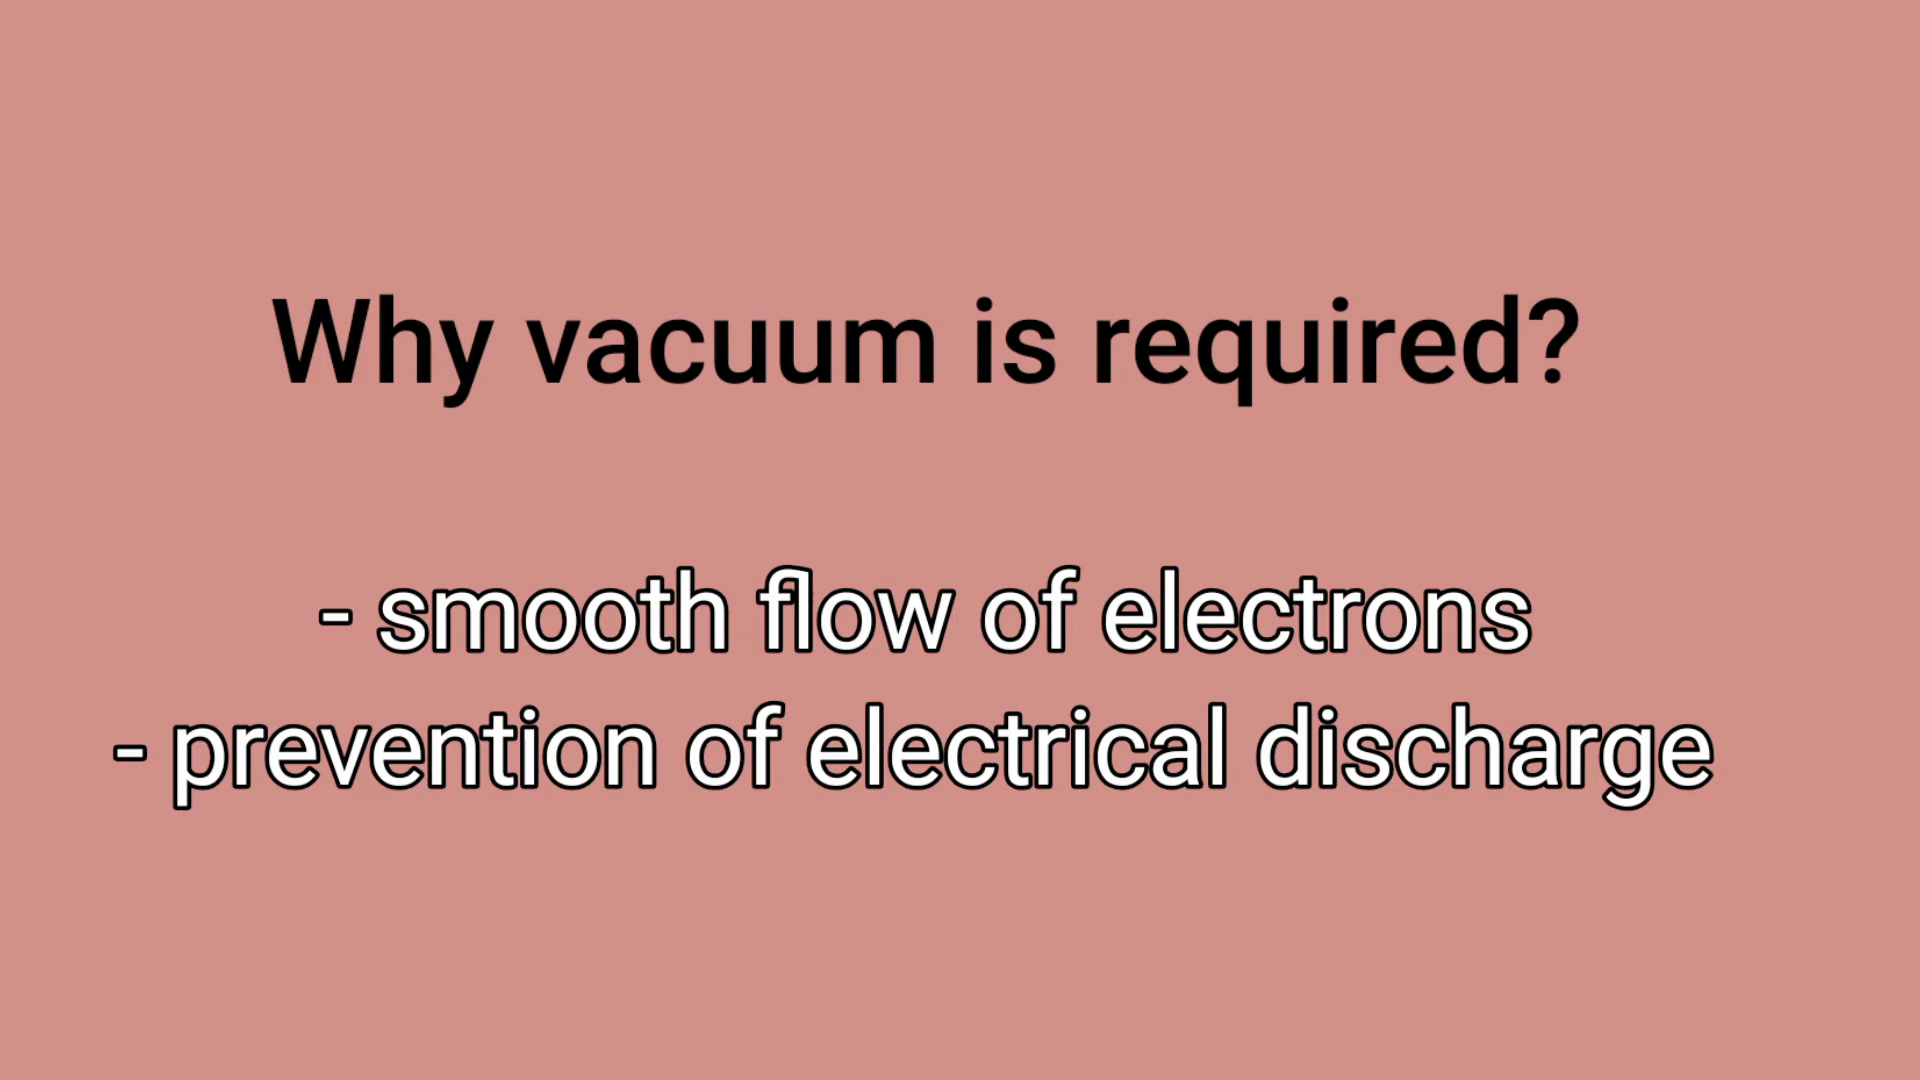 Why vacuum is required?
- smooth flow of electrons
- prevention of electrical discharge